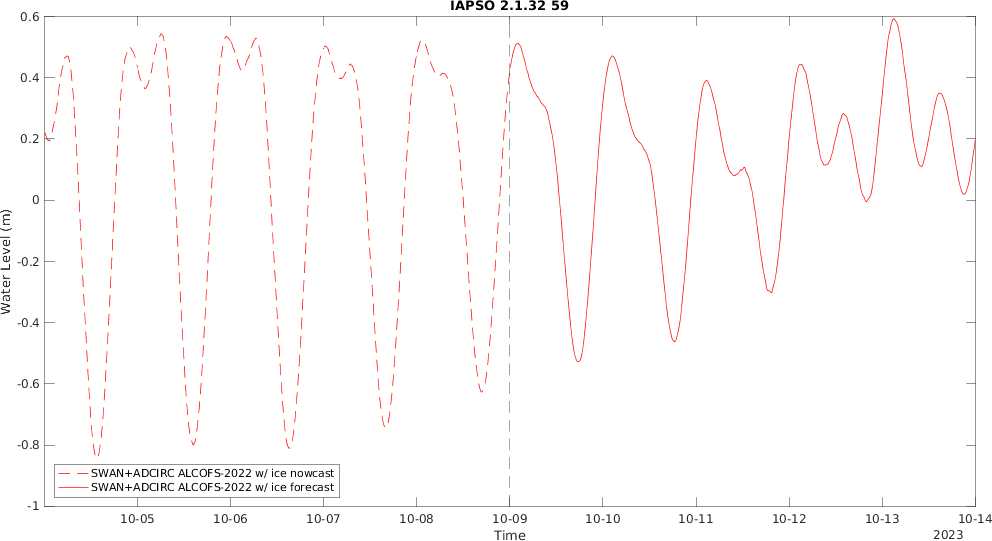 IAPSO 2.1.32 59
0.6
0.4
0.2
0
-0.2
-0.4
-0.6
-0.8
-1
Water Level (m)
SWAN+ADCIRC ALCOFS-2022 w/ ice nowcast
SWAN+ADCIRC ALCOFS-2022 w/ ice forecast
10-05 10-06 10-07 10-08 10-09 10-10 10-11 10-12 10-13 10-14
Time
2023